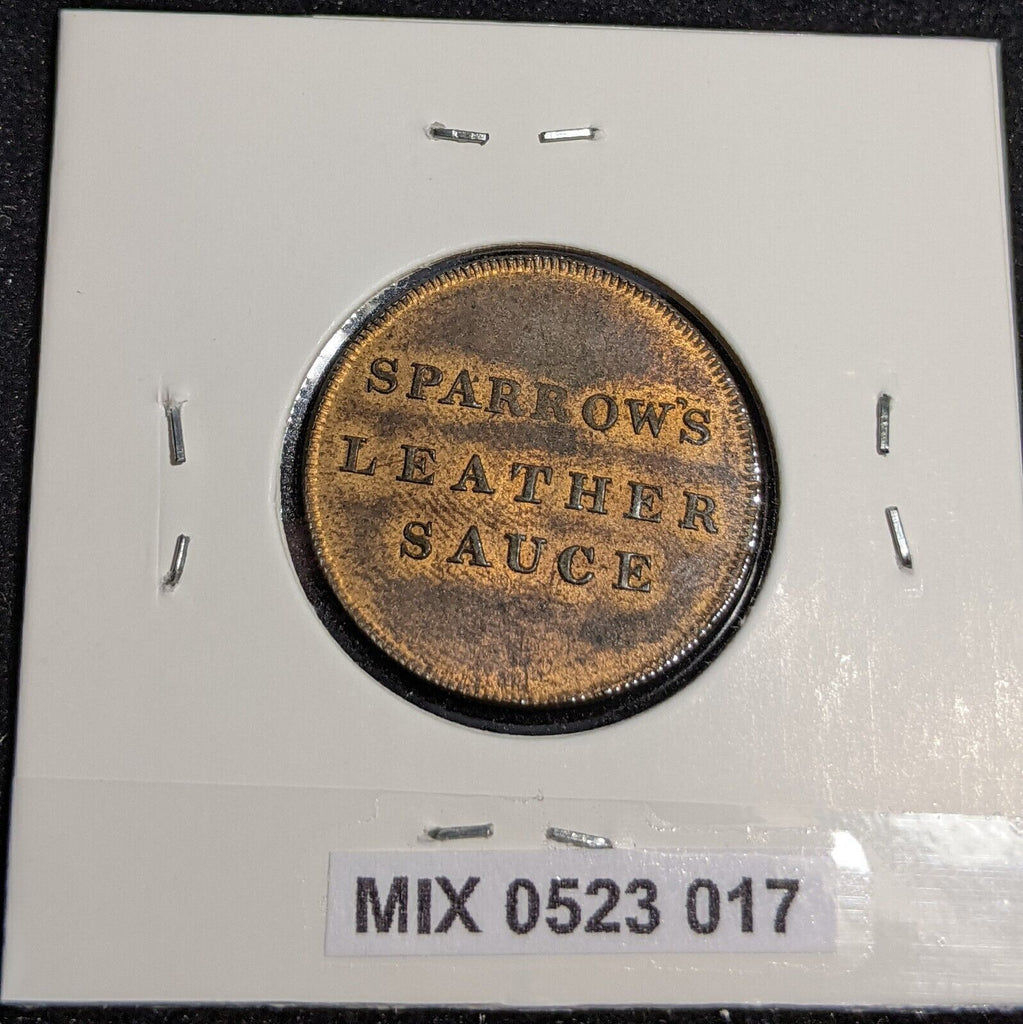 SPARROW'S
LEATHER
SAUCE
MIX 0523 017